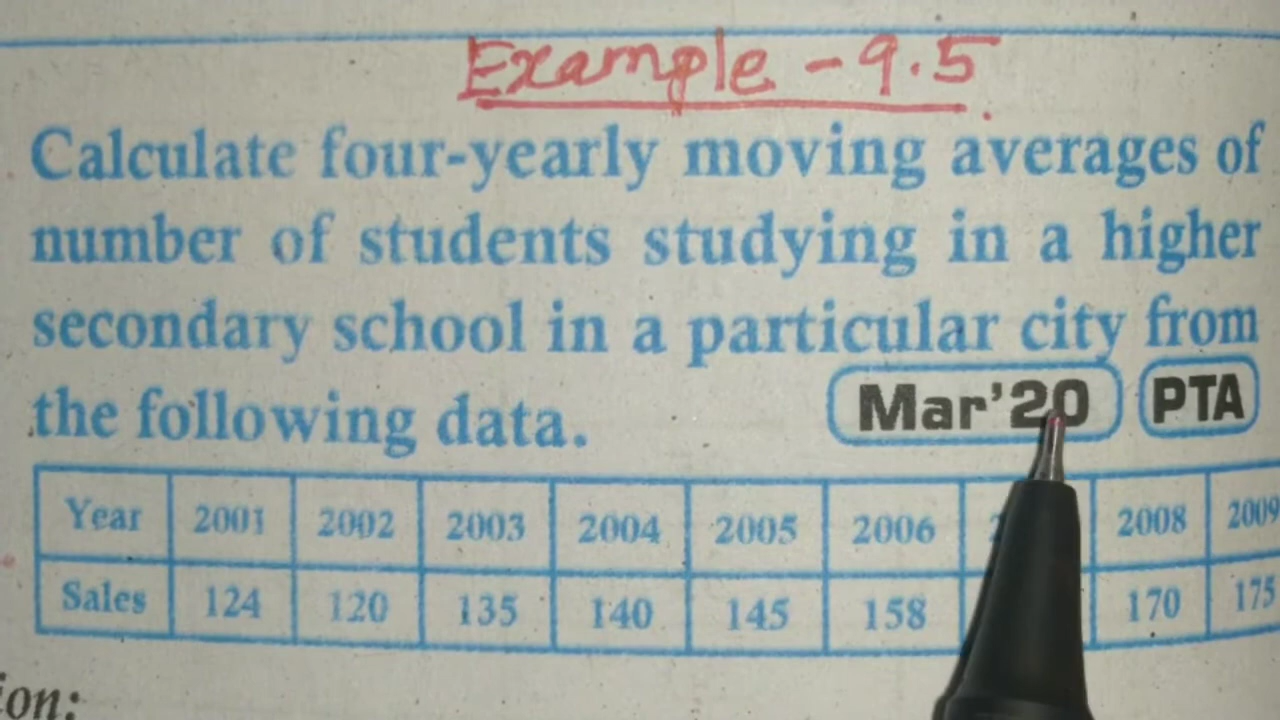 Example - 9.5
Calculate four-yearly moving averages of
number of students studying in a higher
secondary school in a particular city from
the following data.
Mar'20 PTA
Year 2001 2002 2003 2004 2005 2006 2008 2009
Sales 124 120 135 140 145 158 170 175
ion: